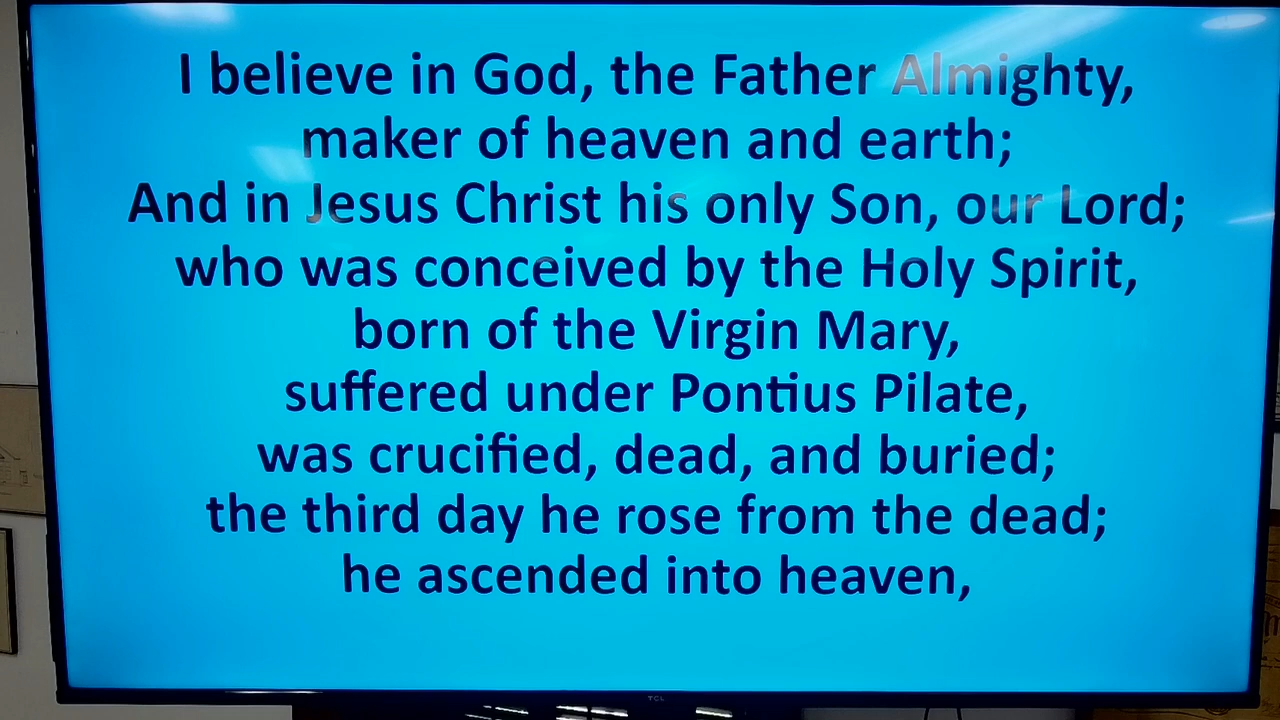 I believe in God, the Father Almighty,
maker of heaven and earth;
And in Jesus Christ his only Son, our Lord;
who was conceived by the Holy Spirit,
born of the Virgin Mary,
suffered under Pontius Pilate,
was crucified, dead, and buried;
the third day he rose from the dead;
he ascended into heaven,
TCL